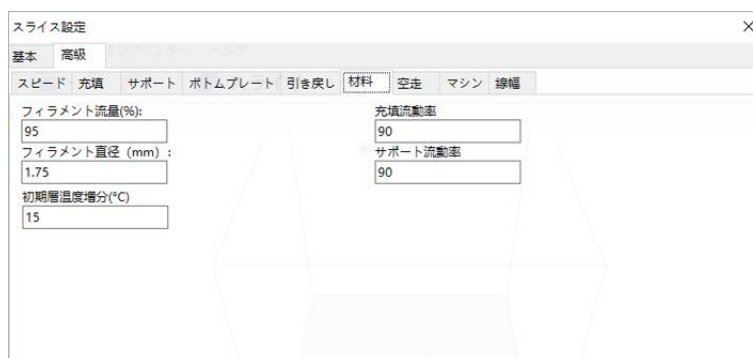 スライス設定
基本 高級
スピード 充填 サポート ボトムプレート 引き戻し 材料 空走 マシン 線幅
フィラメント流量(%): 充填流動率
95 90
フィラメント直径（mm）: サポート流動率
1.75 90
初期層温度増分(°C)
15